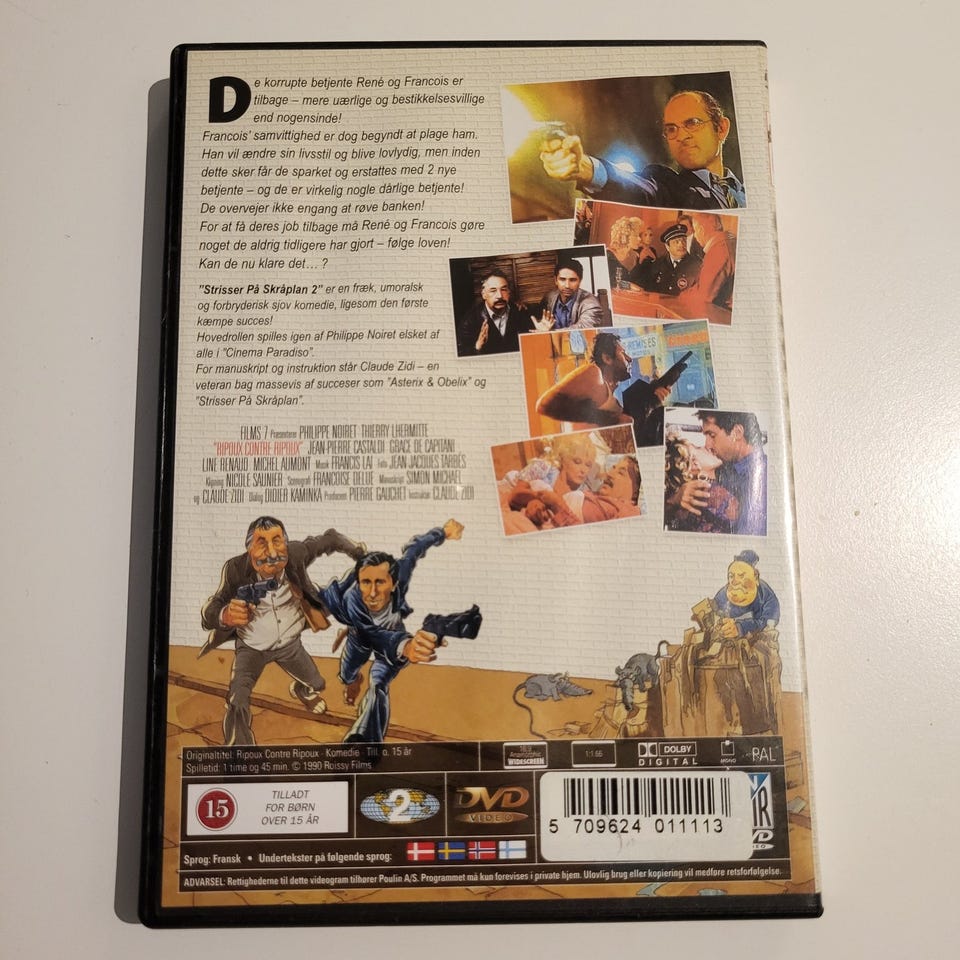 De korrupte betjente René og Francois er
tilbage – mere uærlige og bestikkelsesvillige
end nogensinde!
Francois' samvittighed er dog begyndt at plage ham.
Han vil ændre sin livsstil og blive lovlydig, men inden
dette sker får de sparket og erstattes med 2 nye
betjente – og de er virkelig nogle dårlige betjente!
De overvejer ikke engang at røve banken!
For at få deres job tilbage må René og Francois gøre
noget de aldrig tidligere har gjort – følge loven!
Kan de nu klare det... ?
"Strisser På Skråplan 2" er en fræk, umoralsk
og forbryderisk sjov komedie, ligesom den første
kæmpe succes!
Hovedrollen spilles igen af Philippe Noiret elsket af
alle i "Cinema Paradiso".
For manuskript og instruktion står Claude Zidi – en
veteran bag massevis af succeser som "Asterix & Obelix" og
"Strisser På Skråplan".
FILMS 7 Præsenterer PHILIPPE NOIRET THIERRY LHERMITTE
"RIPOUX CONTRE RIPOUX" JEAN-PIERRE CASTALDI GRACE DE CAPITANI
LINE RENAUD MICHEL AUMONT Musik FRANCIS LAI Foto JEAN JACQUES TARBÈS
Klipning NICOLE SAUNIER Scenografi FRANCOISE DELUE Manuskript SIMON MICHAEL
og CLAUDE ZIDI Dialog DIDIER KAMINKA Producent PIERRE GAUCHET Instruktør CLAUDE ZIDI
Originaltitel: Ripoux Contre Ripoux · Komedie · Till. o. 15 år
Spilletid: 1 time og 45 min. © 1990 Roissy Films
16:9
Anamorphic
WIDESCREEN
1:1.66
DOLBY
DIGITAL
MONO
PAL
15
TILLADT
FOR BØRN
OVER 15 ÅR
2
DVD
VIDEO
5 709624 011113
Sprog: Fransk • Undertekster på følgende sprog:
ADVARSEL: Rettighederne til dette videogram tilhører Poulin A/S. Programmet må kun forevises i private hjem. Ulovlig brug eller kopiering vil medføre retsforfølgelse.